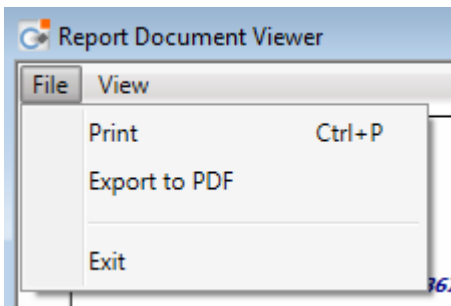 Report Document Viewer
File View
Print Ctrl+P
Export to PDF
Exit